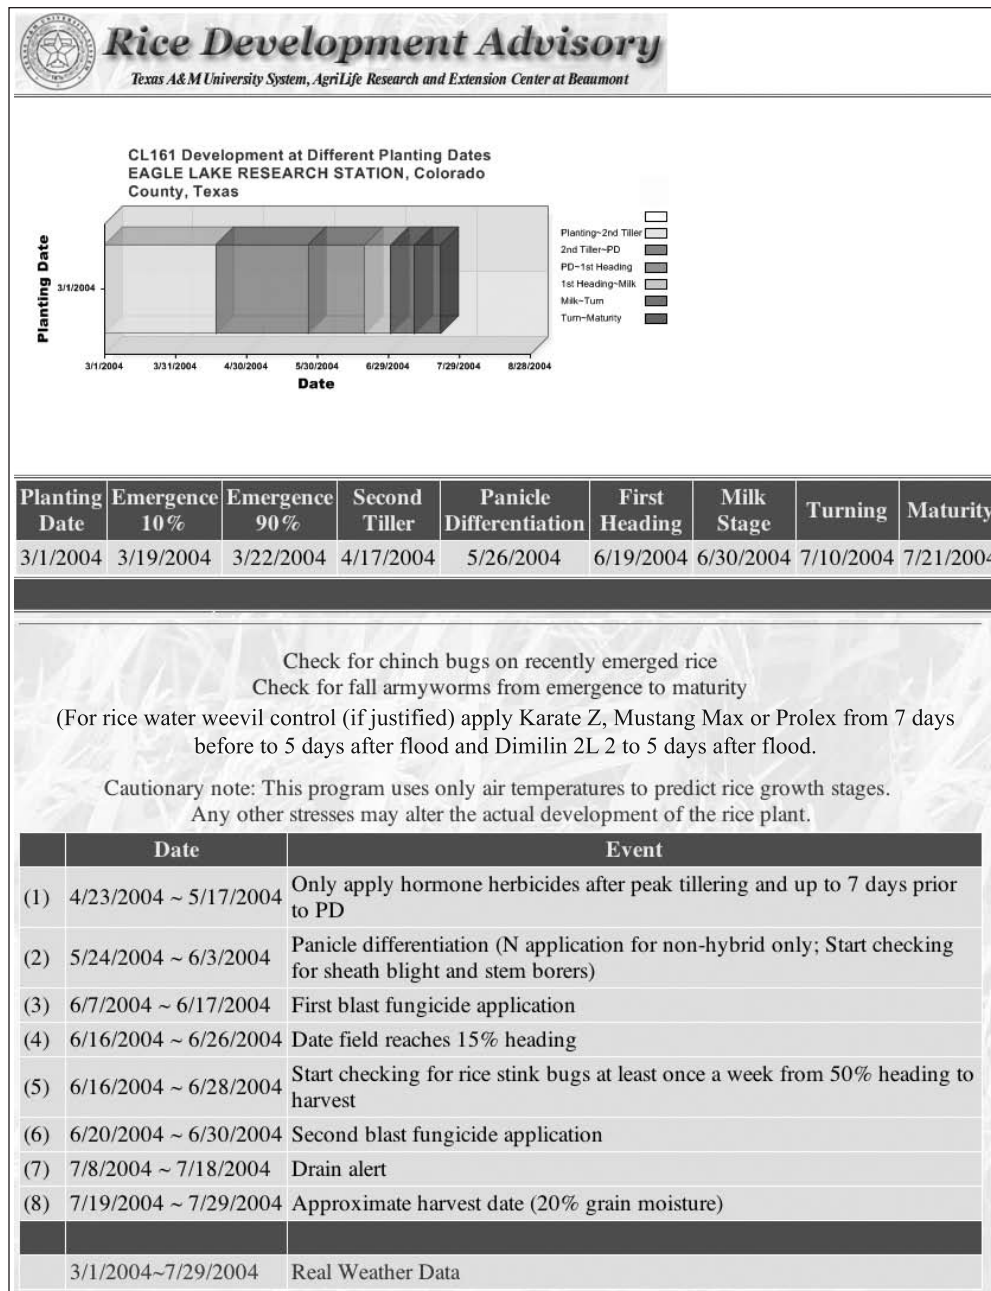 Rice Development Advisory
Texas A&M University System, AgriLife Research and Extension Center at Beaumont
CL161 Development at Different Planting Dates
EAGLE LAKE RESEARCH STATION, Colorado
County, Texas
Planting Date
3/1/2004
Planting~2nd Tiller
2nd Tiller~PD
PD~1st Heading
1st Heading~Milk
Milk~Turn
Turn~Maturity
3/1/2004 3/31/2004 4/30/2004 5/30/2004 6/29/2004 7/29/2004 8/28/2004
Date
Planting Date Emergence 10% Emergence 90% Second Tiller Panicle Differentiation First Heading Milk Stage Turning Maturity
3/1/2004 3/19/2004 3/22/2004 4/17/2004 5/26/2004 6/19/2004 6/30/2004 7/10/2004 7/21/2004
Check for chinch bugs on recently emerged rice
Check for fall armyworms from emergence to maturity
(For rice water weevil control (if justified) apply Karate Z, Mustang Max or Prolex from 7 days
before to 5 days after flood and Dimilin 2L 2 to 5 days after flood.
Cautionary note: This program uses only air temperatures to predict rice growth stages.
Any other stresses may alter the actual development of the rice plant.
Date Event
(1) 4/23/2004 ~ 5/17/2004 Only apply hormone herbicides after peak tillering and up to 7 days prior
to PD
(2) 5/24/2004 ~ 6/3/2004 Panicle differentiation (N application for non-hybrid only; Start checking
for sheath blight and stem borers)
(3) 6/7/2004 ~ 6/17/2004 First blast fungicide application
(4) 6/16/2004 ~ 6/26/2004 Date field reaches 15% heading
(5) 6/16/2004 ~ 6/28/2004 Start checking for rice stink bugs at least once a week from 50% heading to
harvest
(6) 6/20/2004 ~ 6/30/2004 Second blast fungicide application
(7) 7/8/2004 ~ 7/18/2004 Drain alert
(8) 7/19/2004 ~ 7/29/2004 Approximate harvest date (20% grain moisture)
3/1/2004~7/29/2004 Real Weather Data